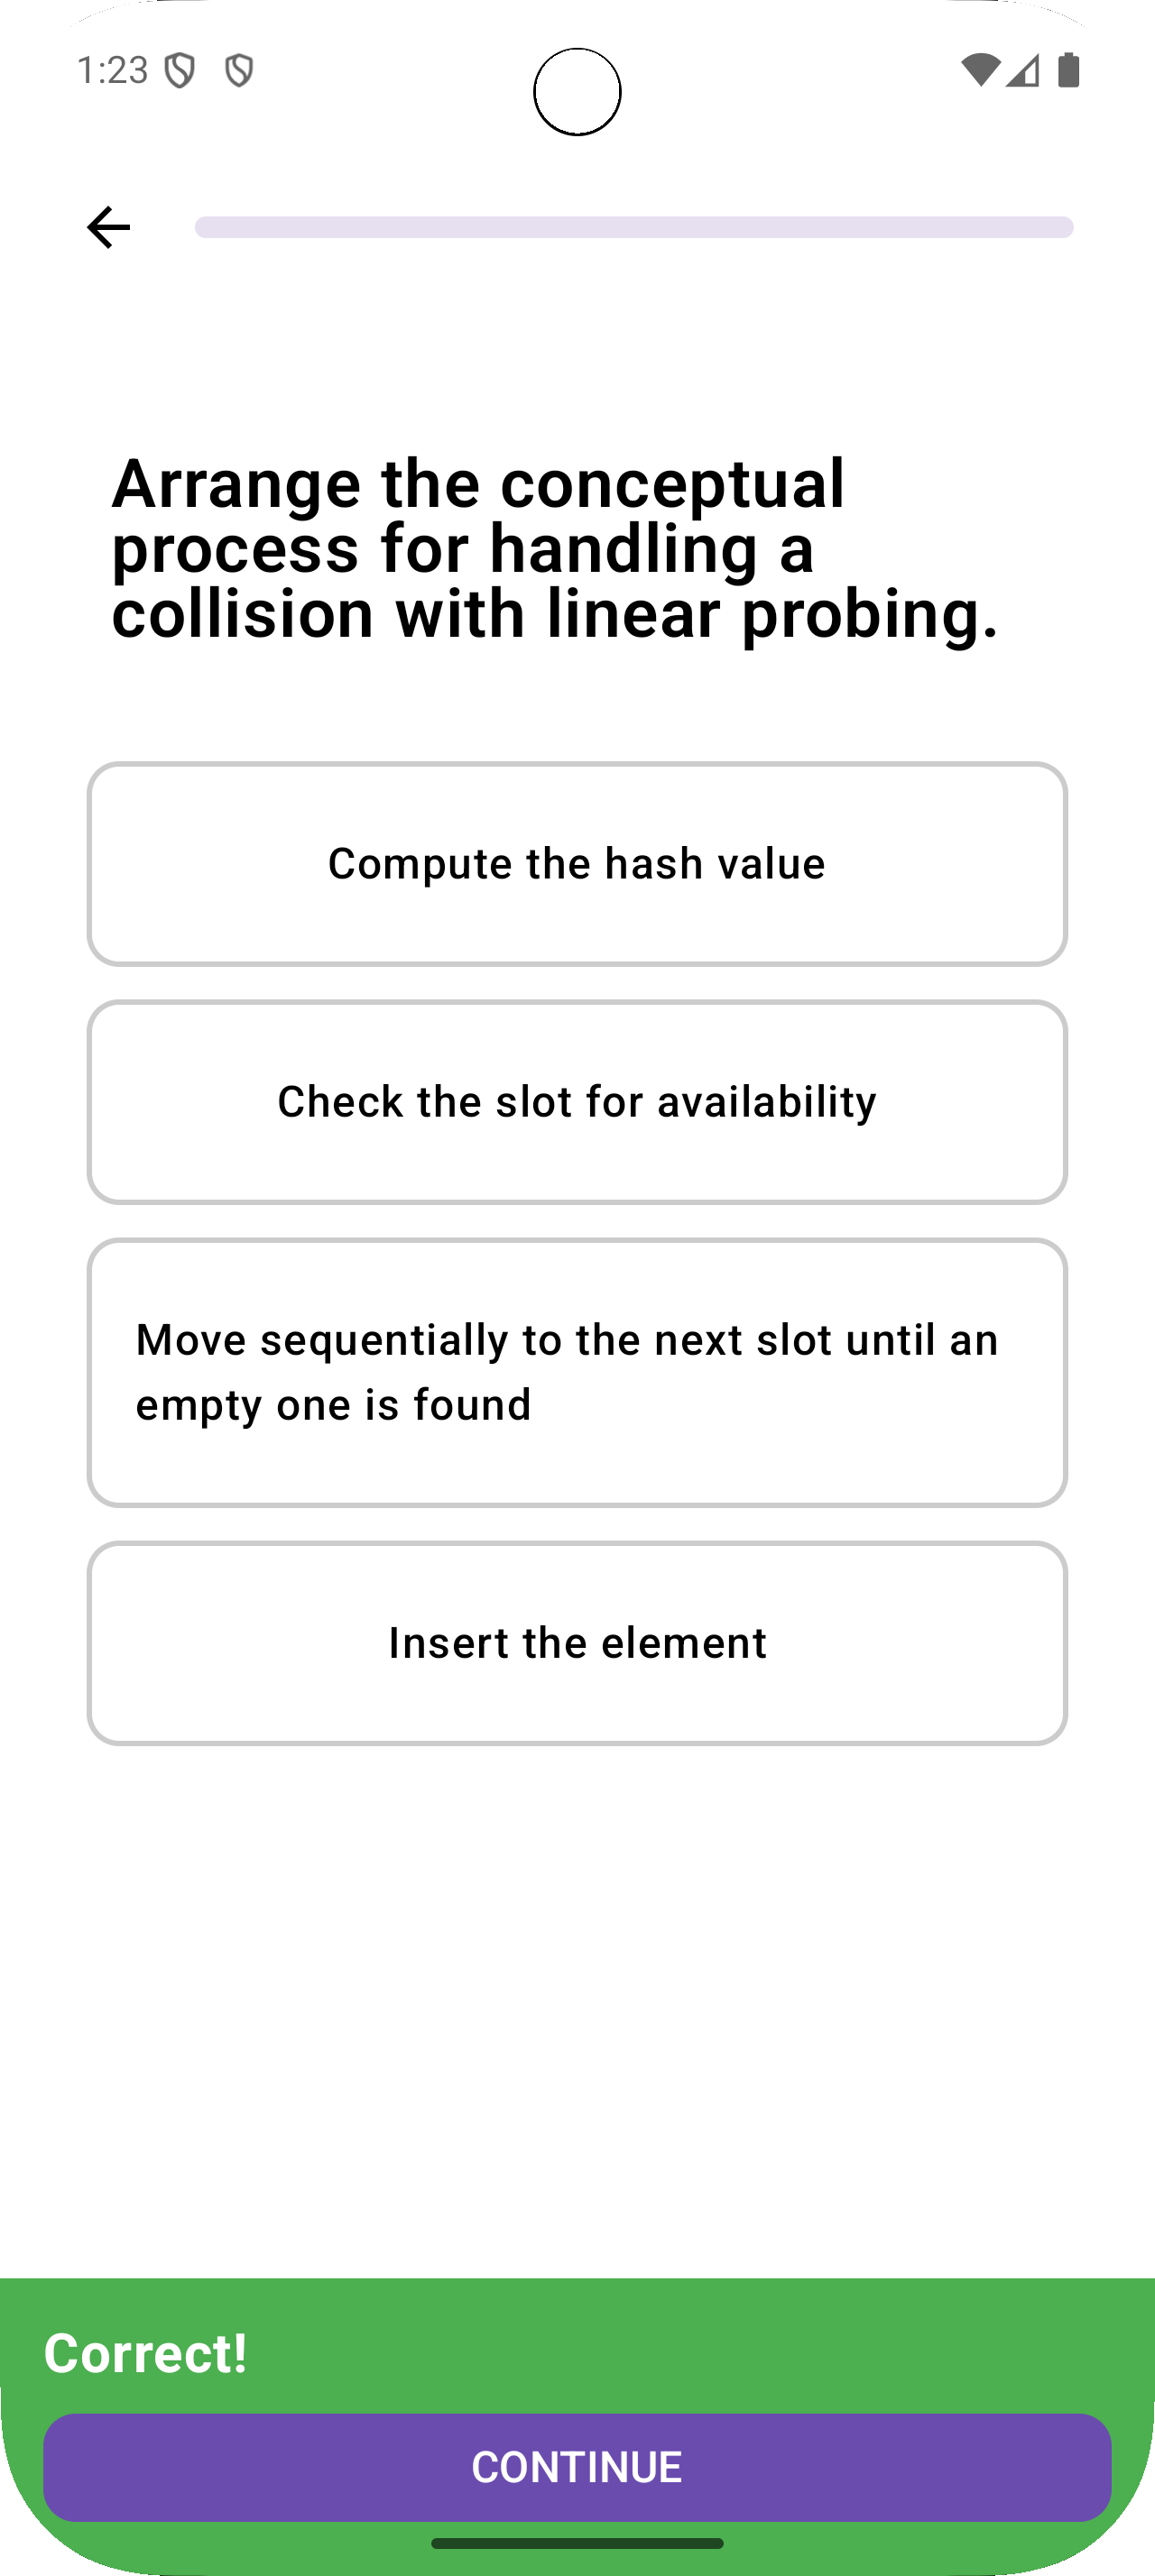 1:23
Arrange the conceptual
process for handling a
collision with linear probing.
Compute the hash value
Check the slot for availability
Move sequentially to the next slot until an
empty one is found
Insert the element
Correct!
CONTINUE